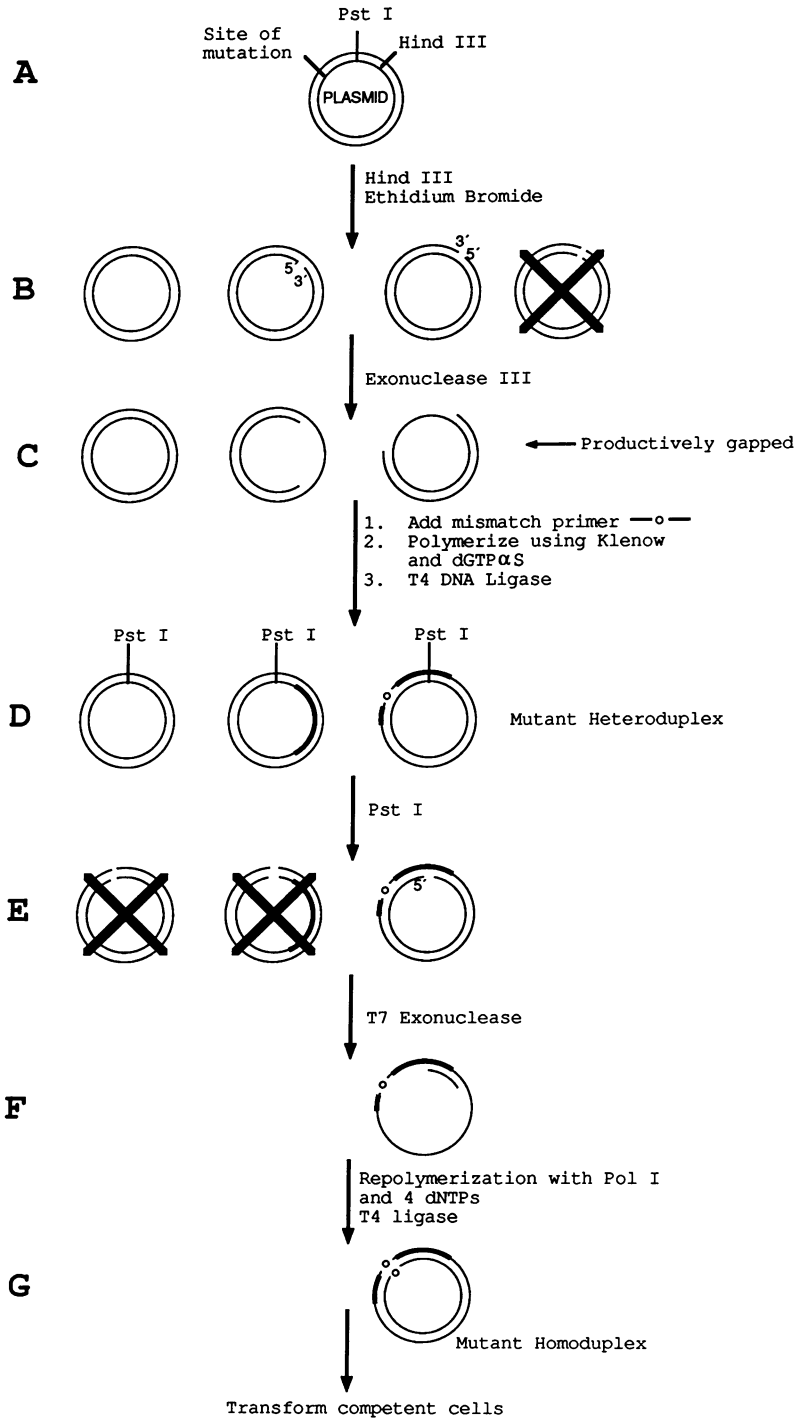 Pst I
Site of
mutation
Hind III
A
PLASMID
Hind III
Ethidium Bromide
B
5′
3′
3′
5′
Exonuclease III
C
Productively gapped
1. Add mismatch primer
2. Polymerize using Klenow
and dGTPαS
3. T4 DNA Ligase
Pst I
Pst I
Pst I
D
Mutant Heteroduplex
Pst I
E
5′
T7 Exonuclease
F
Repolymerization with Pol I
and 4 dNTPs
T4 ligase
G
Mutant Homoduplex
Transform competent cells